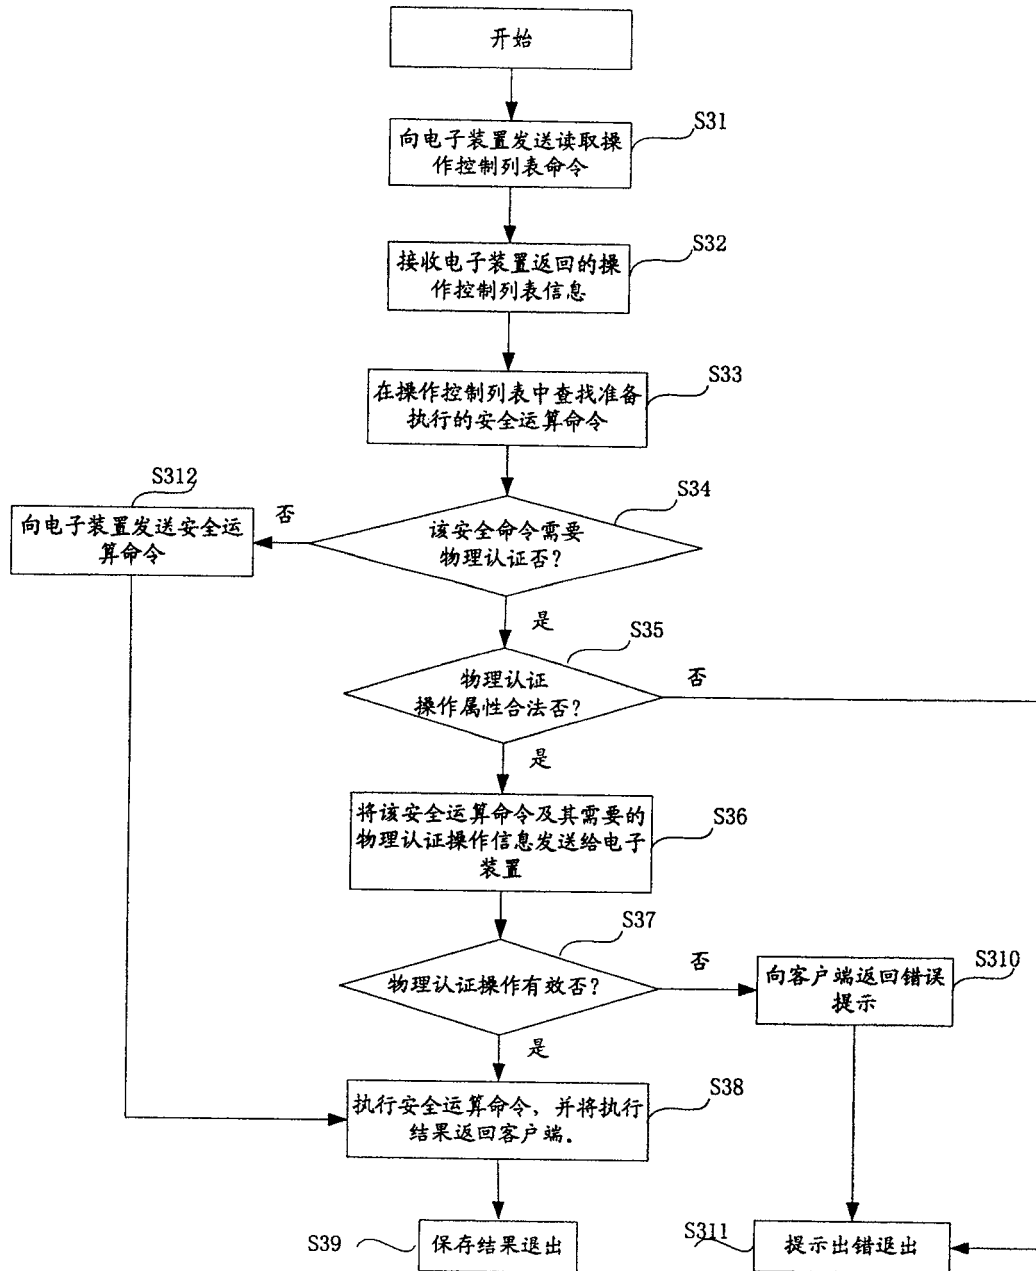 开始
S31
向电子装置发送读取操
作控制列表命令
S32
接收电子装置返回的操
作控制列表信息
S33
在操作控制列表中查找准备
执行的安全运算命令
S312
向电子装置发送安全运
算命令
否
S34
该安全命令需要
物理认证否?
是
S35
物理认证
操作属性合法否?
否
是
S36
将该安全运算命令及其需要的
物理认证操作信息发送给电子
装置
S37
物理认证操作有效否?
否
S310
向客户端返回错误
提示
是
S38
执行安全运算命令, 并将执行
结果返回客户端.
S39
保存结果退出
S311
提示出错退出